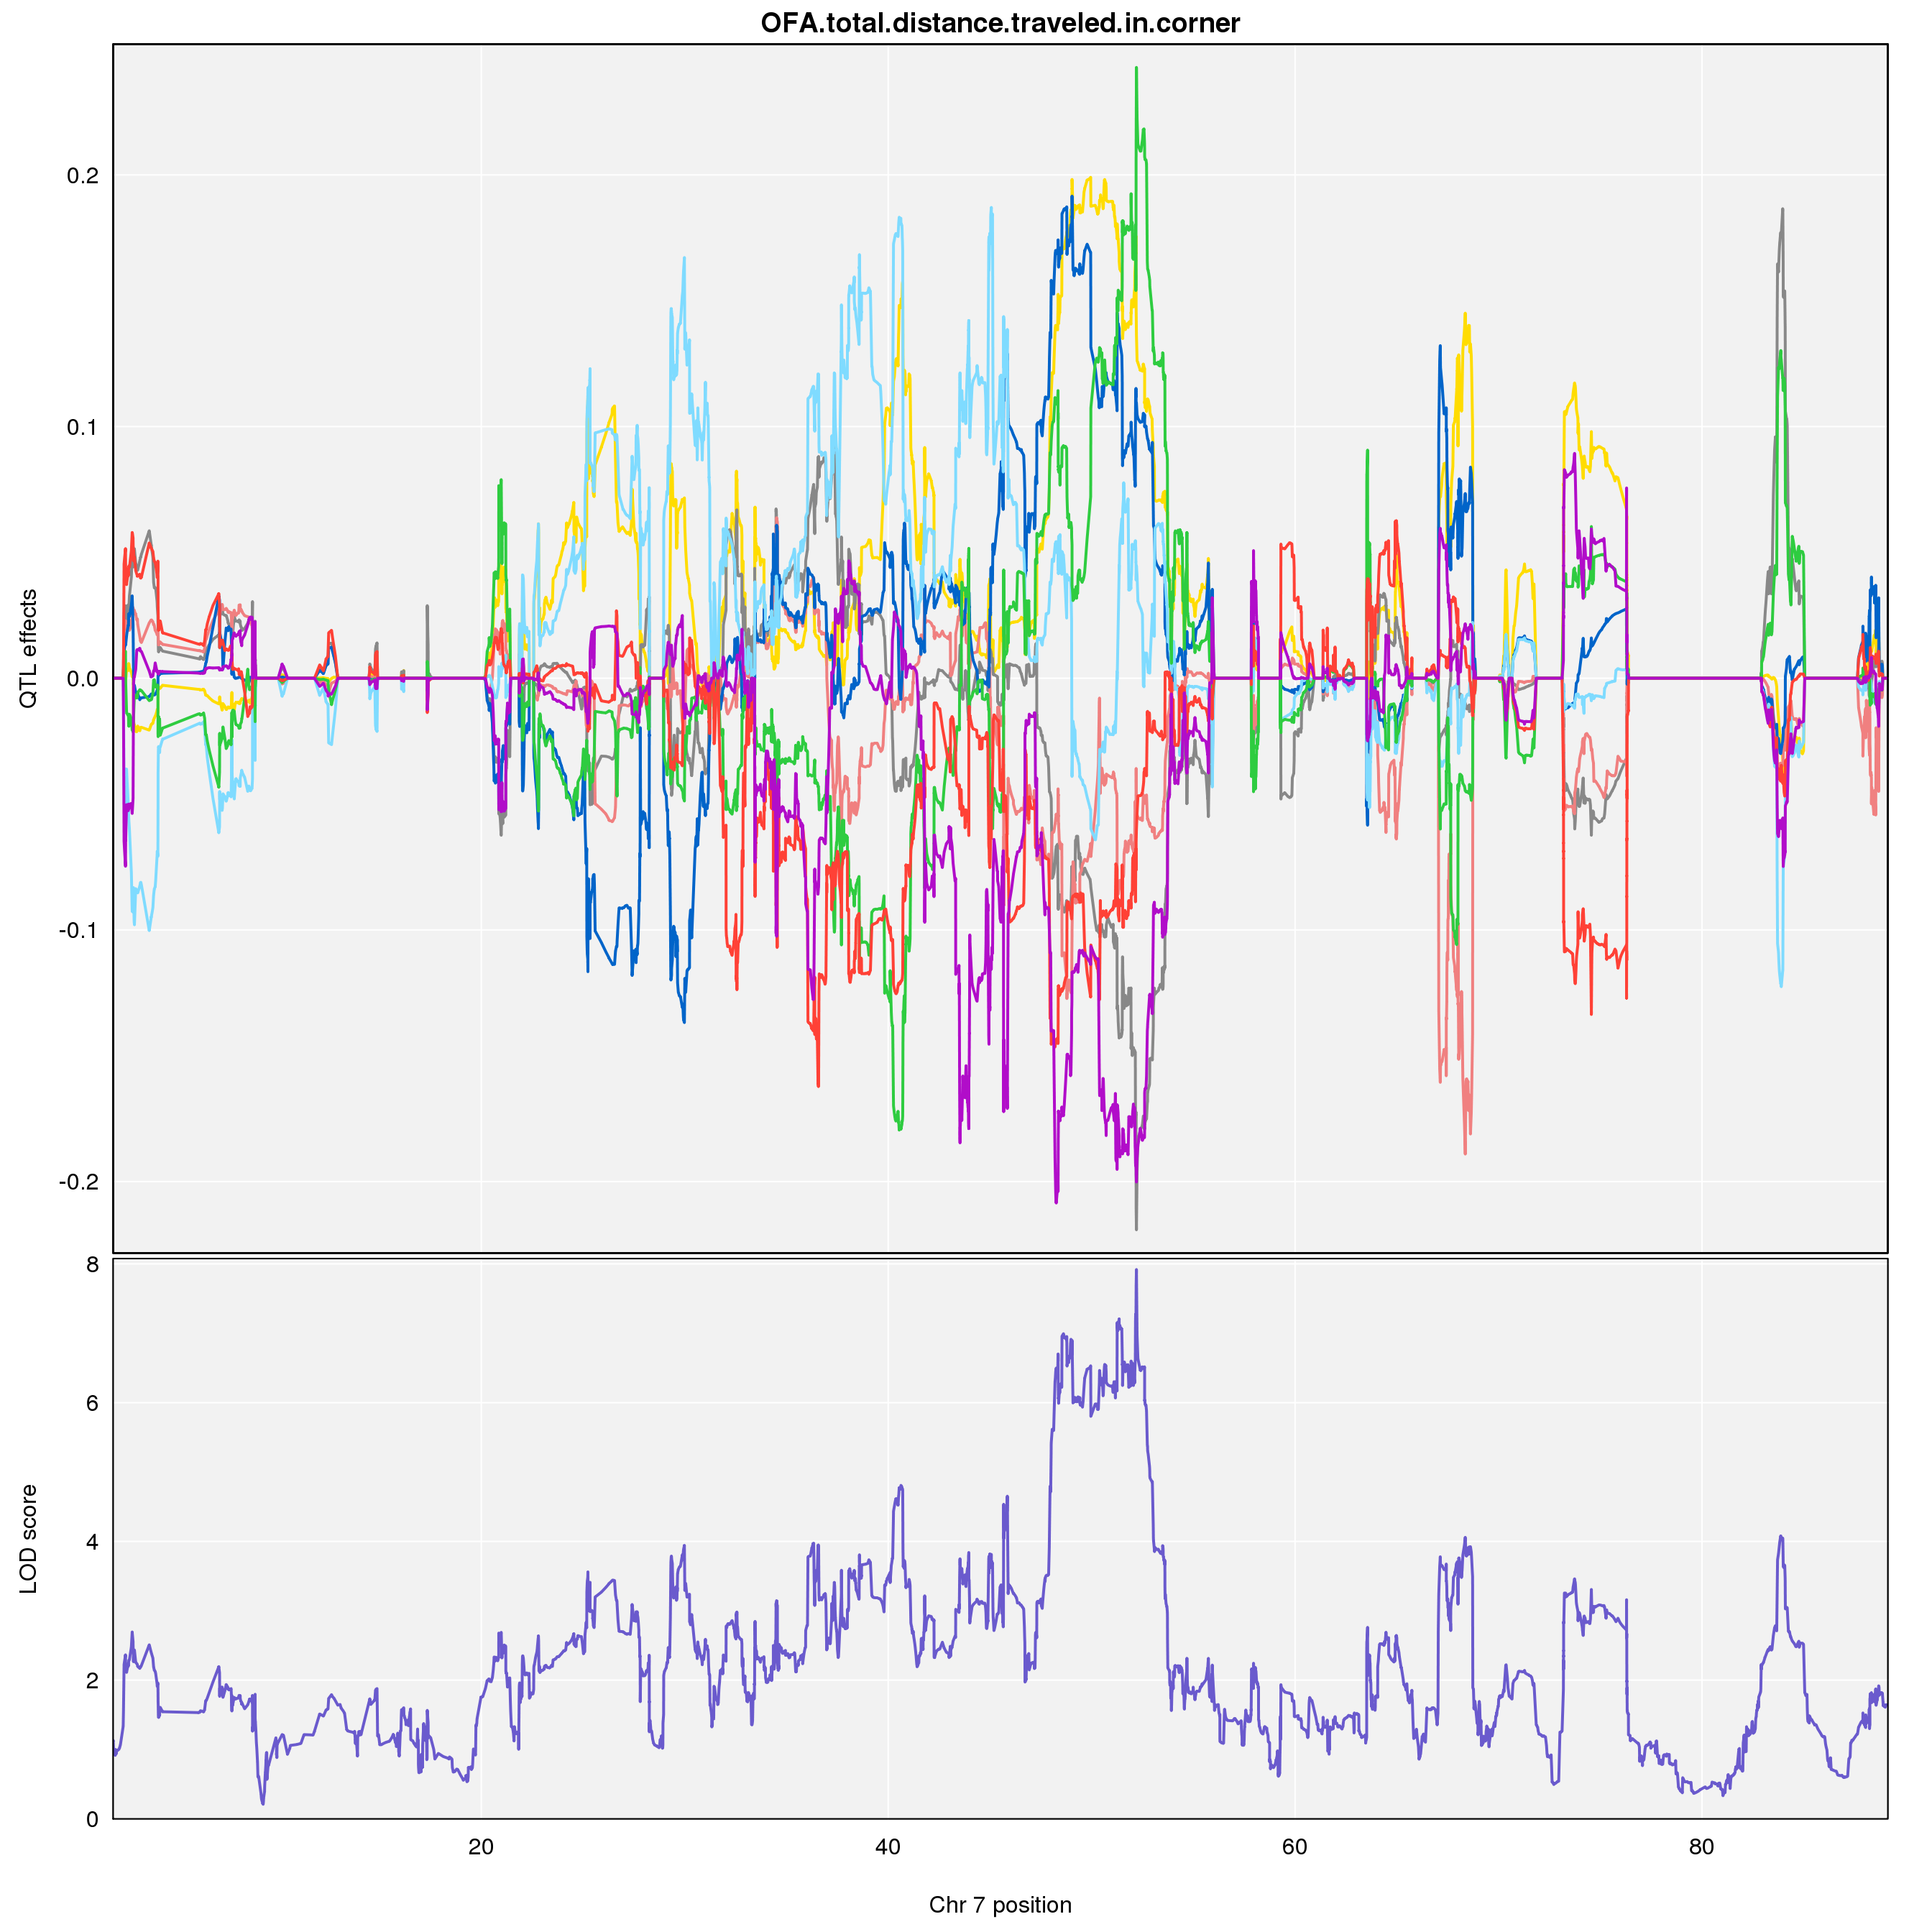 OFA.total.distance.traveled.in.corner
0.2
0.1
0.0
-0.1
-0.2
QTL effects
8
6
4
2
0
LOD score
20 40 60 80
Chr 7 position